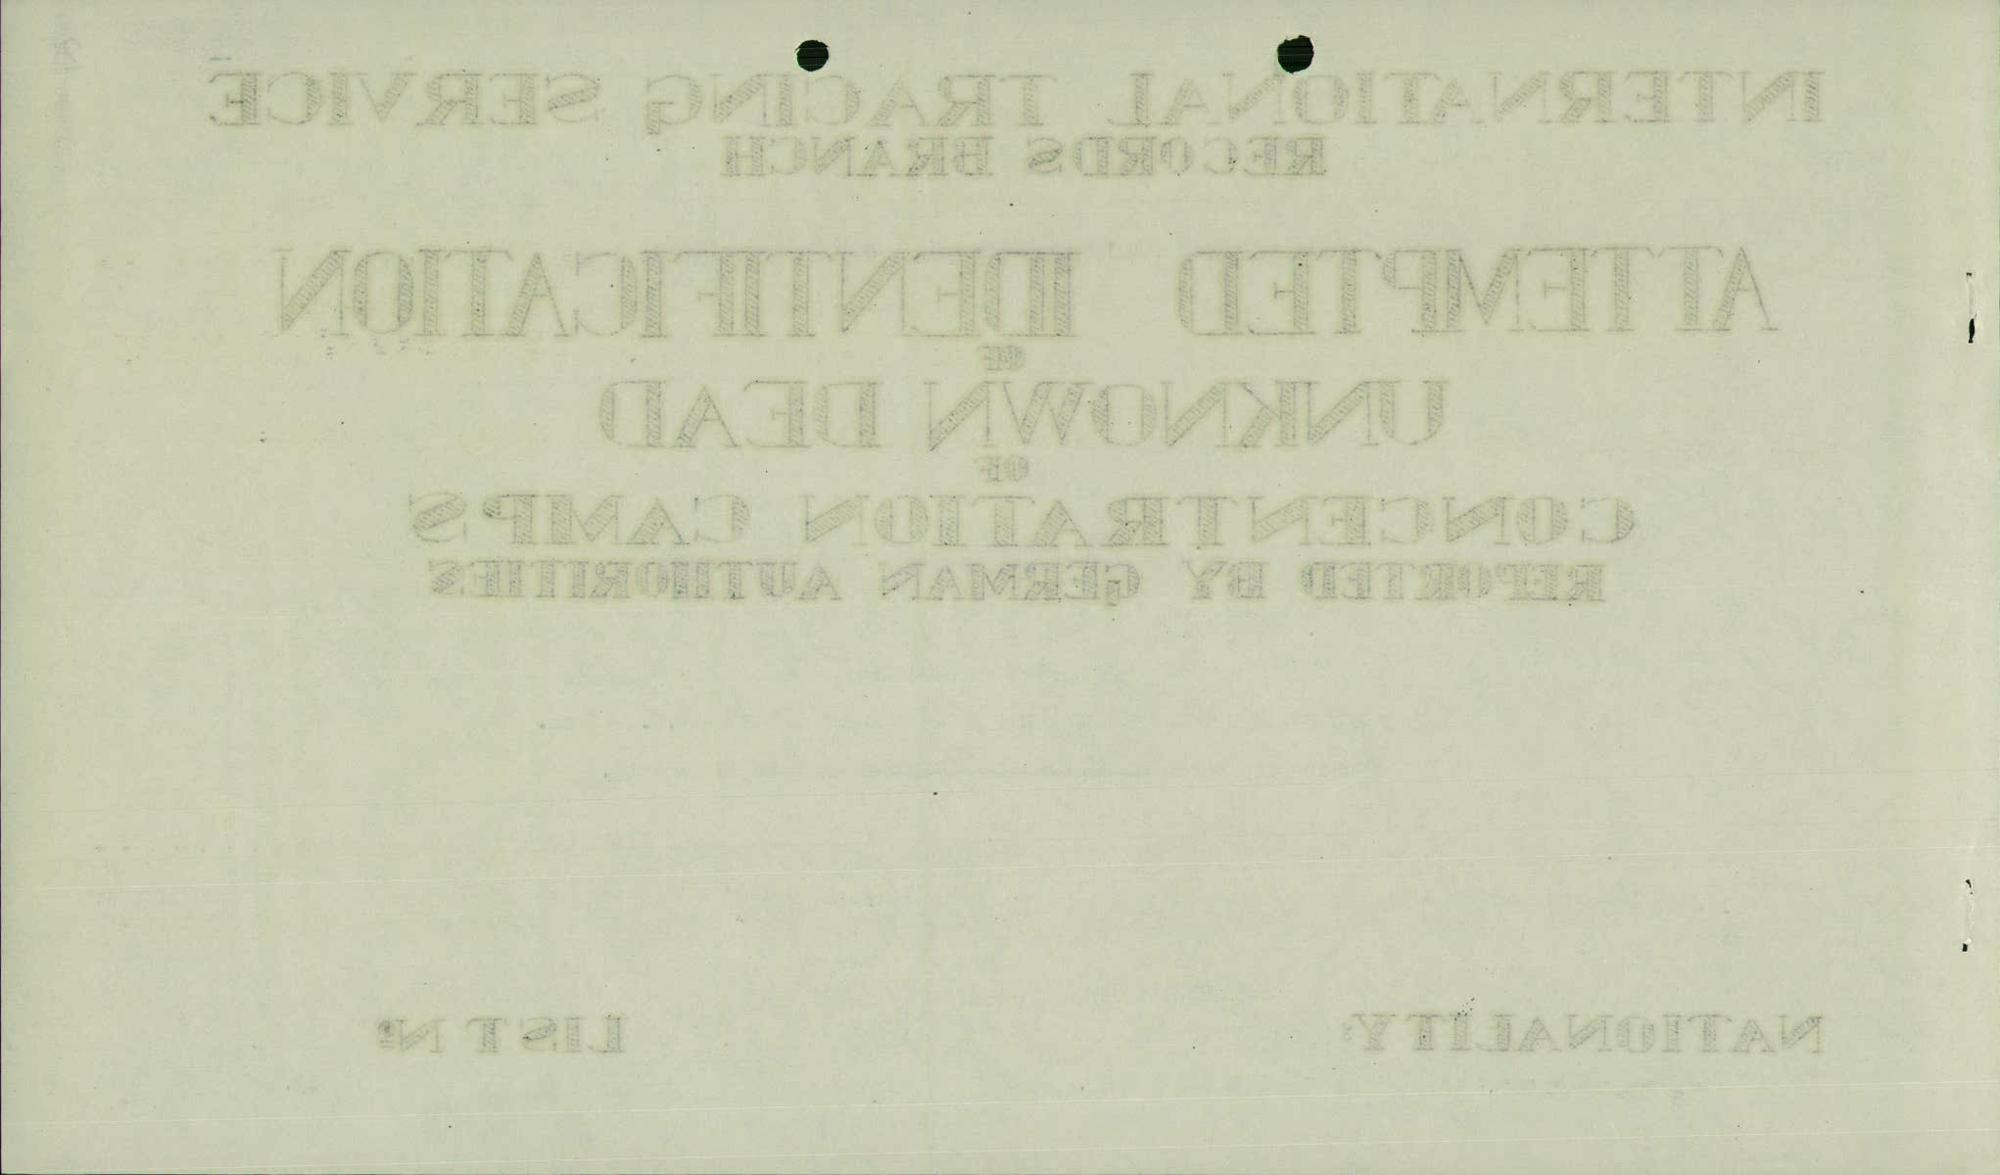 INTERNATIONAL TRACING SERVICE
RECORDS BRANCH
ATTEMPTED IDENTIFICATION
OF
UNKNOWN DEAD
OF
CONCENTRATION CAMPS
REPORTED BY GERMAN AUTHORITIES
NATIONALITY: LIST Nº